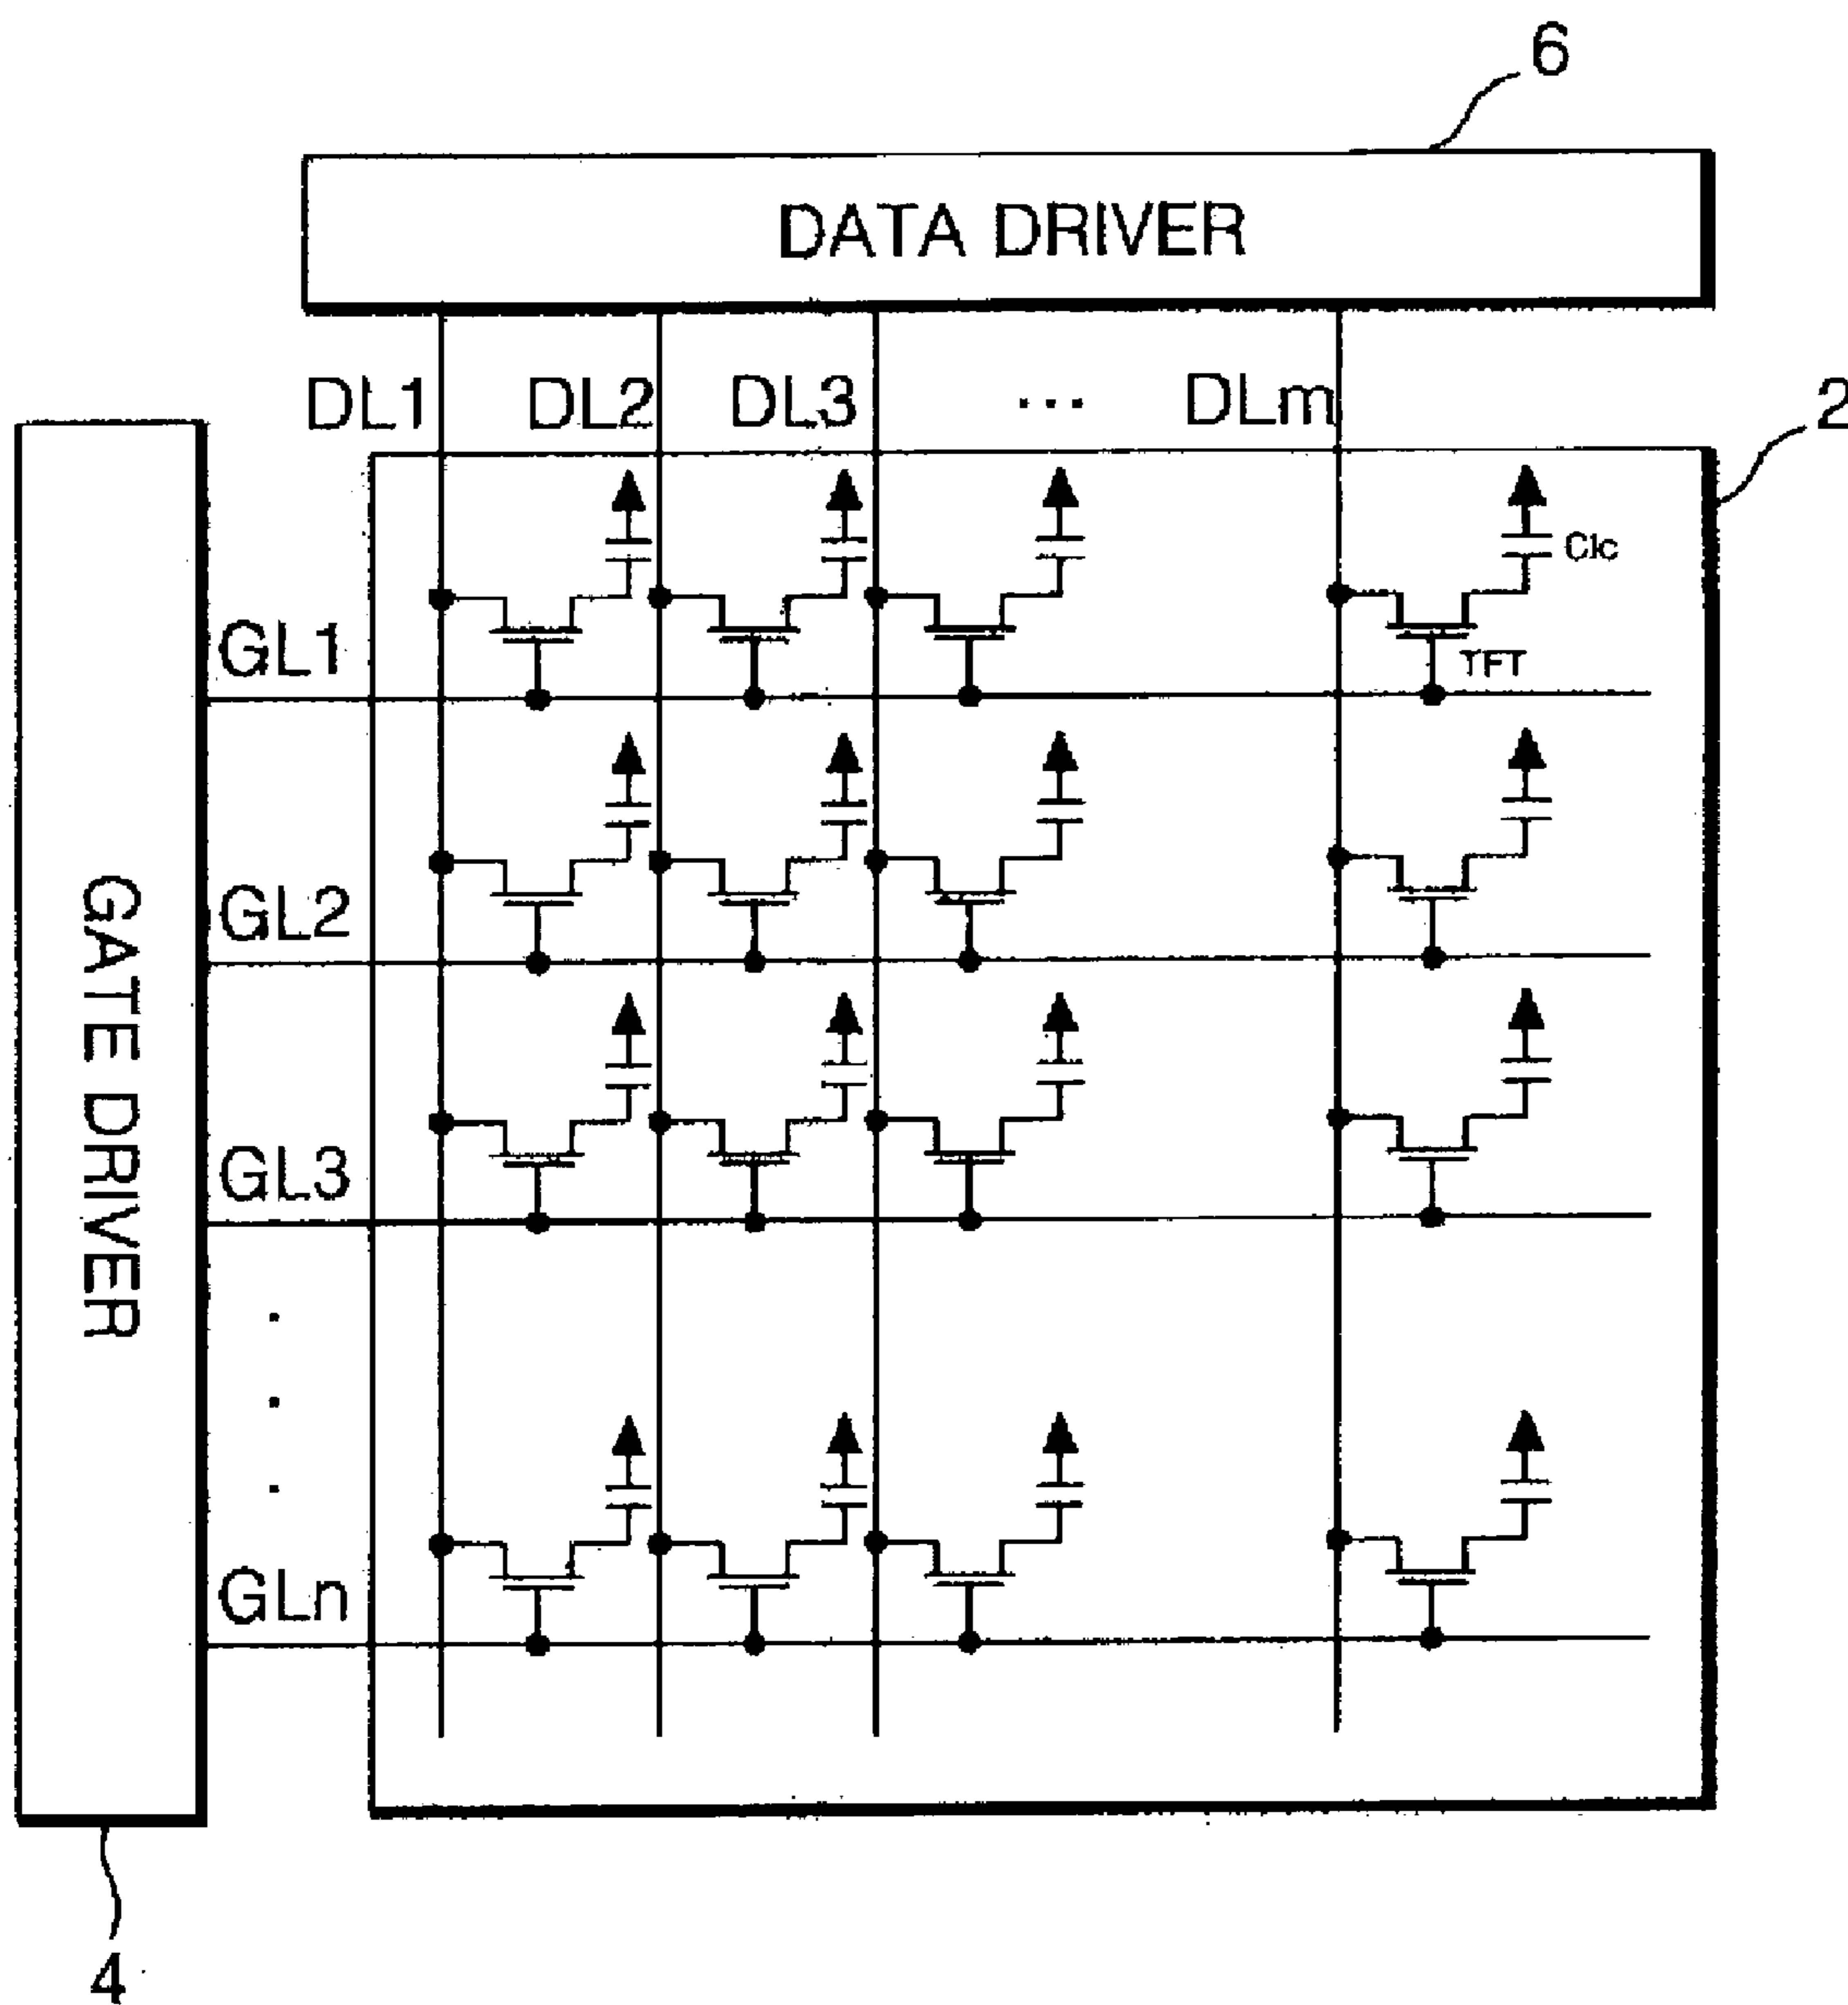 6
DATA DRIVER
DL1 DL2 DL3 ... DLm
2
Clc
GL1
TFT
GL2
GATE DRIVER
GL3
.
.
.
GLn
4